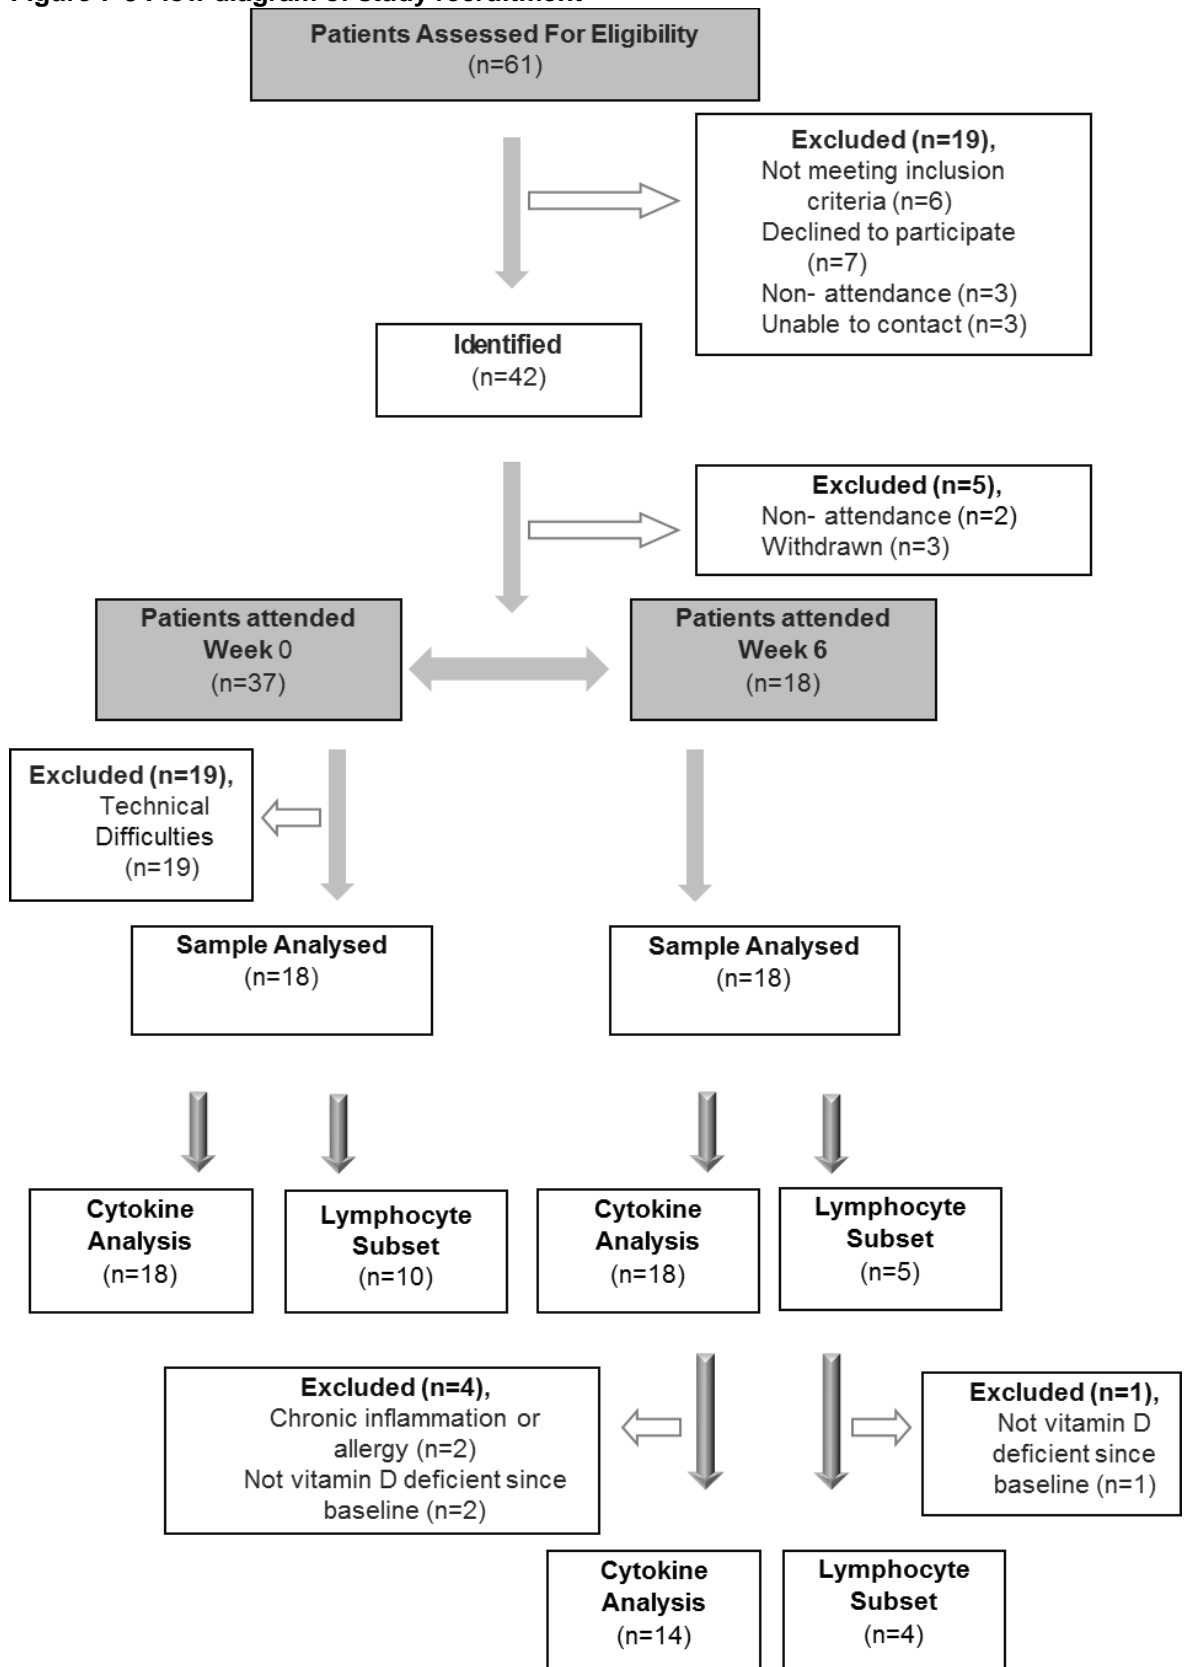 Patients Assessed For Eligibility
(n=61)
Excluded (n=19),
Not meeting inclusion
criteria (n=6)
Declined to participate
(n=7)
Non- attendance (n=3)
Unable to contact (n=3)
Identified
(n=42)
Excluded (n=5),
Non- attendance (n=2)
Withdrawn (n=3)
Patients attended
Week 0
(n=37)
Patients attended
Week 6
(n=18)
Excluded (n=19),
Technical
Difficulties
(n=19)
Sample Analysed
(n=18)
Sample Analysed
(n=18)
Cytokine
Analysis
(n=18)
Lymphocyte
Subset
(n=10)
Cytokine
Analysis
(n=18)
Lymphocyte
Subset
(n=5)
Excluded (n=4),
Chronic inflammation or
allergy (n=2)
Not vitamin D deficient since
baseline (n=2)
Excluded (n=1),
Not vitamin D
deficient since
baseline (n=1)
Cytokine
Analysis
(n=14)
Lymphocyte
Subset
(n=4)